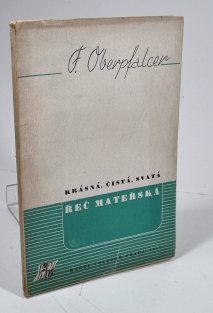 F. Oberpfalcer
KRÁSNÁ, ČISTÁ, SVATÁ
ŘEČ MATEŘSKÁ